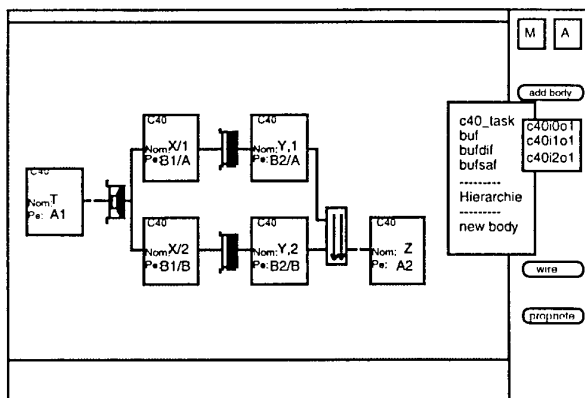 M A
add body
c40_task
buf
bufdif
bufsaf
--------
Hierarchie
--------
new body
c40i0o1
c40i1o1
c40i2o1
wire
propriete
C40
Nom: X/1
Pe: B1/A
C40
Nom: Y,1
Pe: B2/A
C40
Nom: T
Pe: A1
C40
Nom: X/2
Pe: B1/B
C40
Nom: Y,2
Pe: B2/B
C40
Nom: Z
Pe: A2